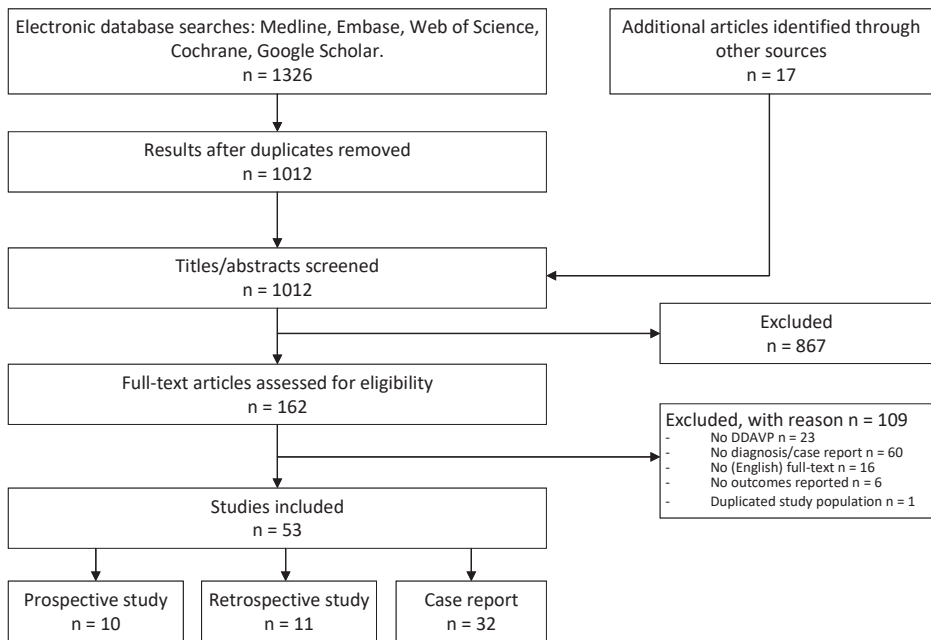 Electronic database searches: Medline, Embase, Web of Science,
Cochrane, Google Scholar.
n = 1326
Additional articles identified through
other sources
n = 17
Results after duplicates removed
n = 1012
Titles/abstracts screened
n = 1012
Excluded
n = 867
Full-text articles assessed for eligibility
n = 162
Excluded, with reason n = 109
- No DDAVP n = 23
- No diagnosis/case report n = 60
- No (English) full-text n = 16
- No outcomes reported n = 6
- Duplicated study population n = 1
Studies included
n = 53
Prospective study
n = 10
Retrospective study
n = 11
Case report
n = 32